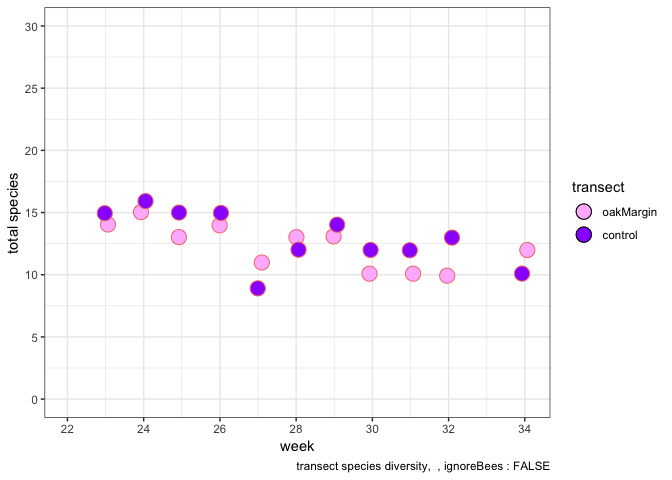 30
25
20
15
10
5
0
total species
22
24
26
28
30
32
34
week
transect species diversity,  , ignoreBees : FALSE
transect
oakMargin
control